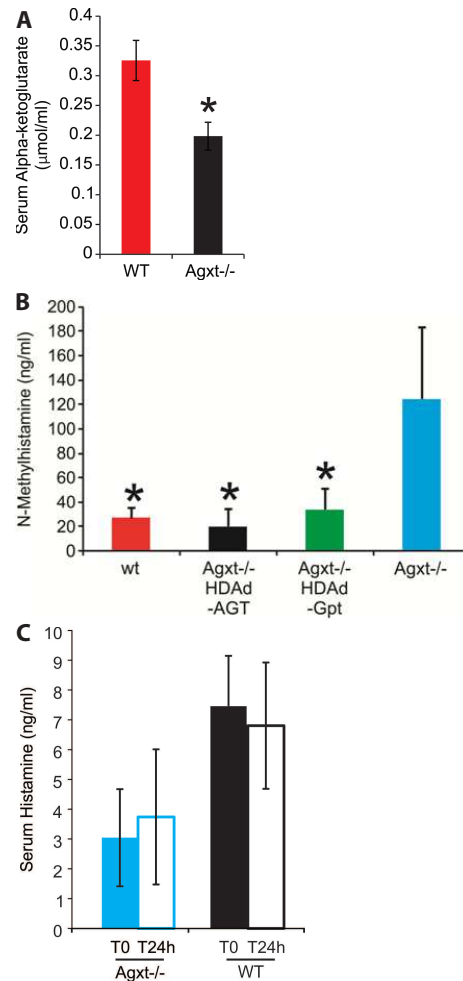 A
Serum Alpha-ketoglutarate
(μmol/ml)
0.4
0.35
0.3
0.25
0.2
0.15
0.1
0.05
0
*
WT Agxt-/-
B
N-Methylhistamine (ng/ml)
200
180
160
140
120
100
80
60
40
20
0
* * *
wt Agxt-/- Agxt-/- Agxt-/-
HDAd HDAd
-AGT -Gpt
C
Serum Histamine (ng/ml)
10
9
8
7
6
5
4
3
2
1
0
T0 T24h T0 T24h
Agxt-/- WT